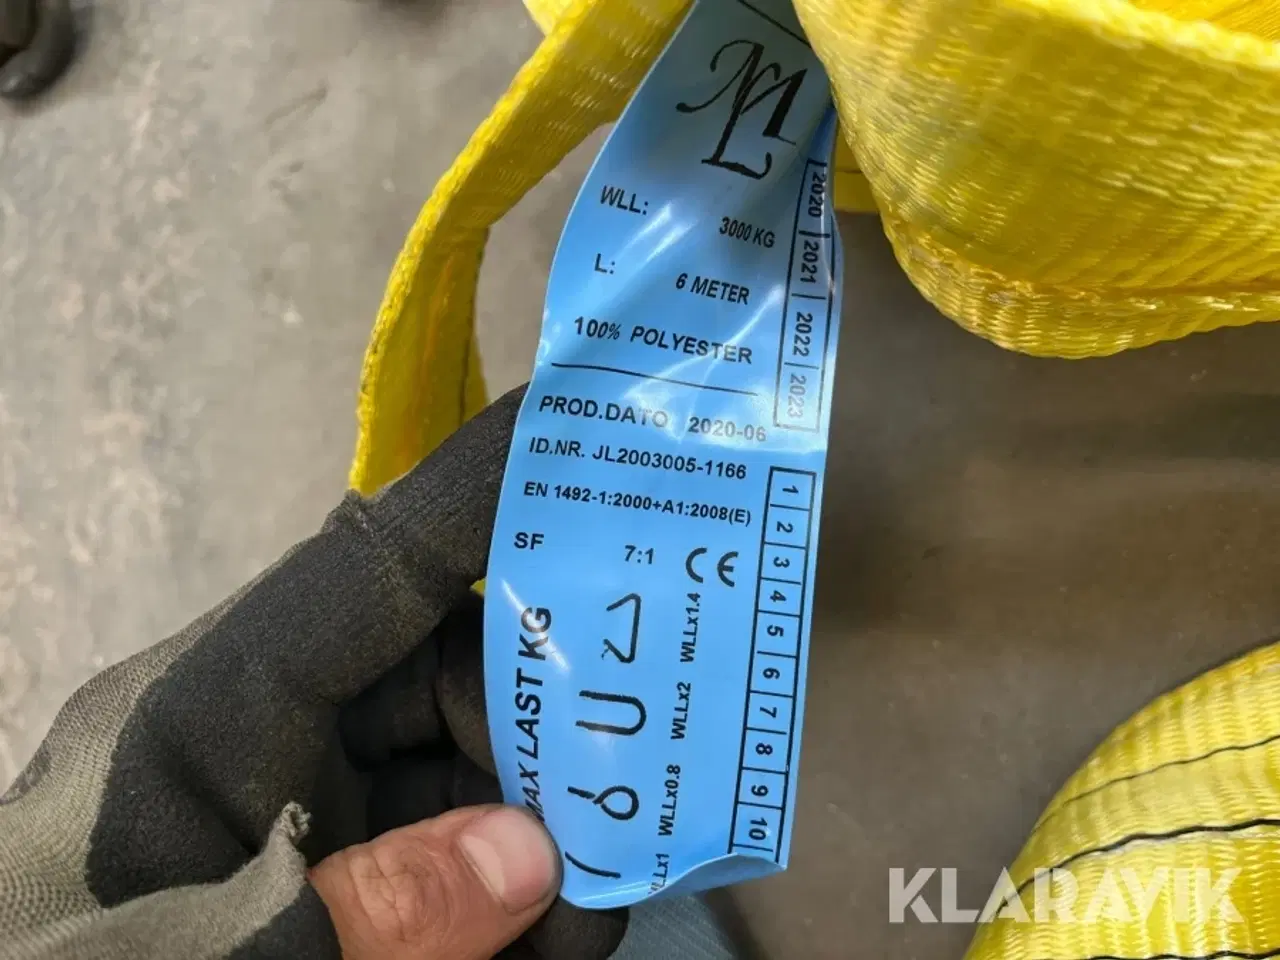 WLL: 3000 KG
L: 6 METER
100% POLYESTER
PROD.DATO 2020-06
ID.NR. JL2003005-1166
EN 1492-1:2000+A1:2008(E)
SF 7:1 CE
MAX LAST KG
WLLx1
WLLx0.8
WLLx2
WLLx1.4
2020 2021 2022 2023
1 2 3 4 5 6 7 8 9 10
KLARAVIK